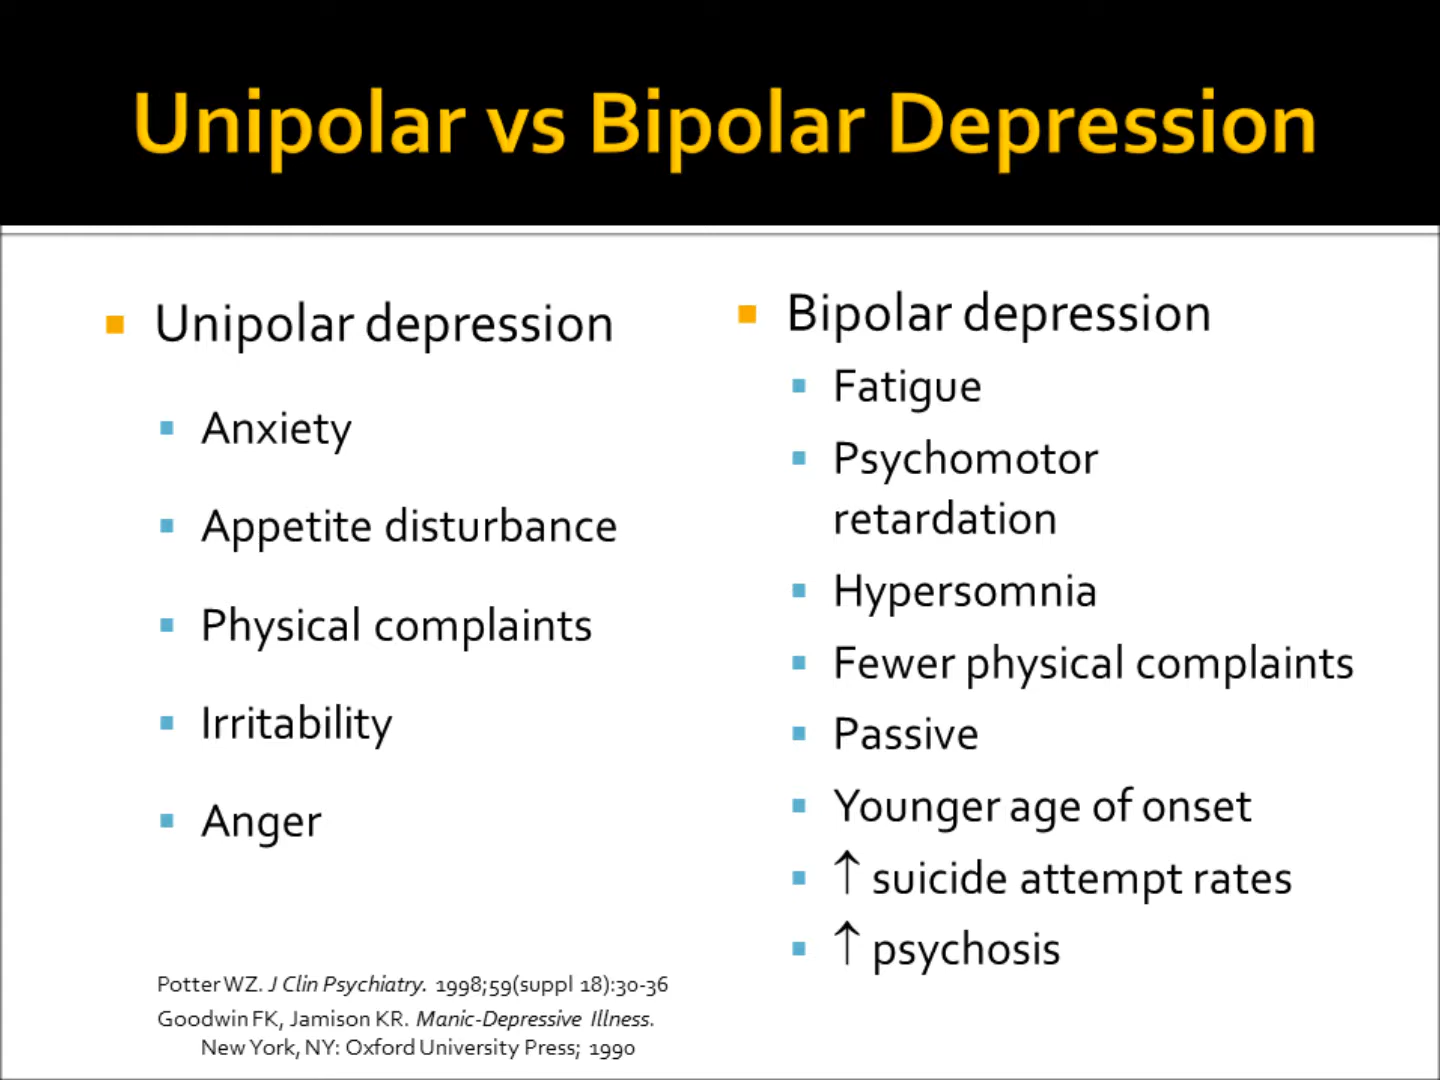 Unipolar vs Bipolar Depression
Unipolar depression
Anxiety
Appetite disturbance
Physical complaints
Irritability
Anger
Bipolar depression
Fatigue
Psychomotor
retardation
Hypersomnia
Fewer physical complaints
Passive
Younger age of onset
↑ suicide attempt rates
↑ psychosis
Potter WZ. J Clin Psychiatry. 1998;59(suppl 18):30-36
Goodwin FK, Jamison KR. Manic-Depressive Illness.
New York, NY: Oxford University Press; 1990